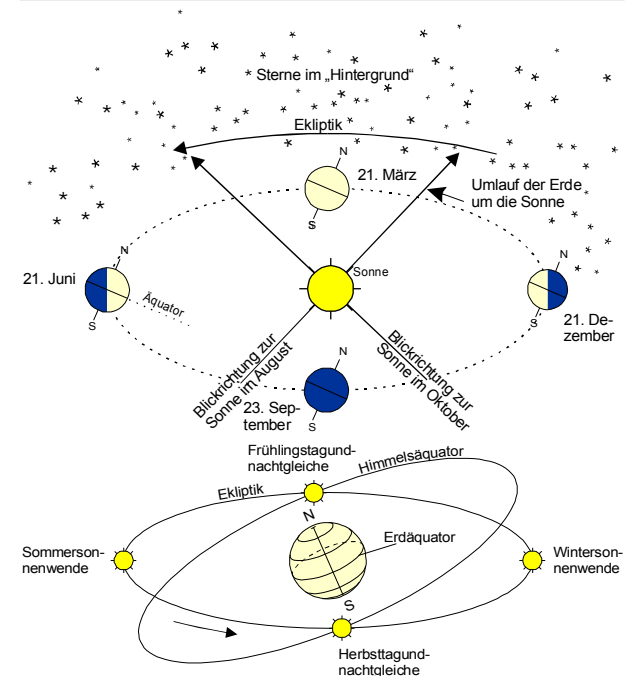 Sterne im „Hintergrund“
Ekliptik
N
21. März
S
Umlauf der Erde
um die Sonne
N
21. Juni
Äquator
S
Sonne
N
S
21. De-
zember
Blickrichtung zur
Sonne im August
Blickrichtung zur
Sonne im Oktober
N
23. Sep-
tember
S
Frühlingstagund-
nachtgleiche
Himmelsäquator
Ekliptik
N
Erdäquator
S
Sommerson-
nenwende
Winterson-
nenwende
Herbsttagund-
nachtgleiche